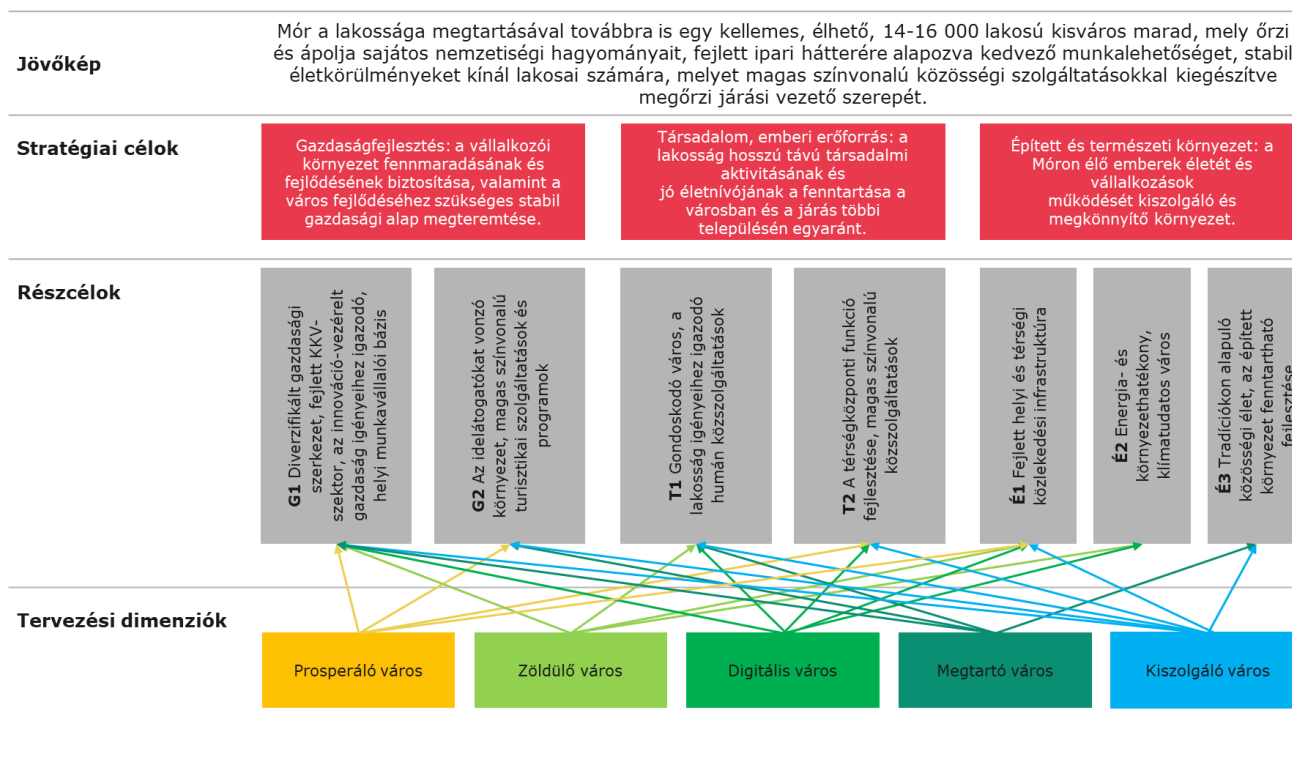 Jövőkép
Mór a lakossága megtartásával továbbra is egy kellemes, élhető, 14-16 000 lakosú kisváros marad, mely őrzi
és ápolja sajátos nemzetiségi hagyományait, fejlett ipari hátterére alapozva kedvező munkalehetőséget, stabil
életkörülményeket kínál lakosai számára, melyet magas színvonalú közösségi szolgáltatásokkal kiegészítve
megőrzi járási vezető szerepét.
Stratégiai célok
Gazdaságfejlesztés: a vállalkozói
környezet fennmaradásának és
fejlődésének biztosítása, valamint a
város fejlődéséhez szükséges stabil
gazdasági alap megteremtése.
Társadalom, emberi erőforrás: a
lakosság hosszú távú társadalmi
aktivitásának és
jó életnívójának a fenntartása a
városban és a járás többi
településén egyaránt.
Épített és természeti környezet: a
Móron élő emberek életét és
vállalkozások
működését kiszolgáló és
megkönnyítő környezet.
Részcélok
G1 Diverzifikált gazdasági
szerkezet, fejlett KKV-
szektor, az innováció-vezérelt
gazdaság igényeihez igazodó,
helyi munkavállalói bázis
G2 Az idelátogatókat vonzó
környezet, magas színvonalú
turisztikai szolgáltatások és
programok
T1 Gondoskodó város, a
lakosság igényeihez igazodó
humán közszolgáltatások
T2 A térségközponti funkció
fejlesztése, magas színvonalú
közszolgáltatások
É1 Fejlett helyi és térségi
közlekedési infrastruktúra
É2 Energia- és
környezethatékony,
klímatudatos város
É3 Tradíciókon alapuló
közösségi élet, az épített
környezet fenntartható
fejlesztése
Tervezési dimenziók
Prosperáló város
Zöldülő város
Digitális város
Megtartó város
Kiszolgáló város